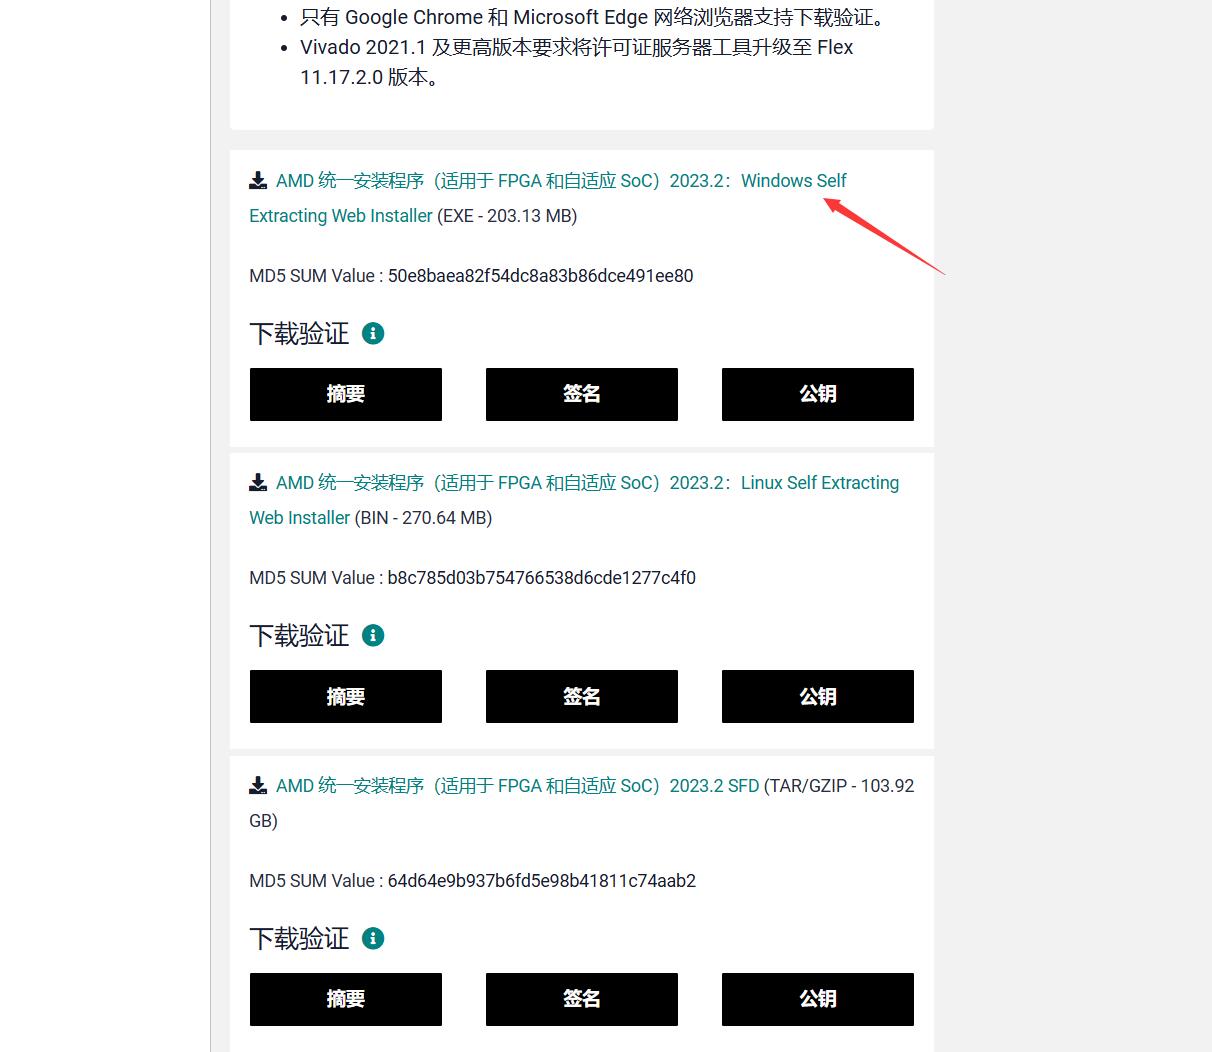 只有 Google Chrome 和 Microsoft Edge 网络浏览器支持下载验证。
Vivado 2021.1 及更高版本要求将许可证服务器工具升级至 Flex
11.17.2.0 版本。
AMD 统一安装程序（适用于 FPGA 和自适应 SoC）2023.2：Windows Self
Extracting Web Installer (EXE - 203.13 MB)
MD5 SUM Value : 50e8baea82f54dc8a83b86dce491ee80
下载验证
摘要 签名 公钥
AMD 统一安装程序（适用于 FPGA 和自适应 SoC）2023.2：Linux Self Extracting
Web Installer (BIN - 270.64 MB)
MD5 SUM Value : b8c785d03b754766538d6cde1277c4f0
下载验证
摘要 签名 公钥
AMD 统一安装程序（适用于 FPGA 和自适应 SoC）2023.2 SFD (TAR/GZIP - 103.92
GB)
MD5 SUM Value : 64d64e9b937b6fd5e98b41811c74aab2
下载验证
摘要 签名 公钥